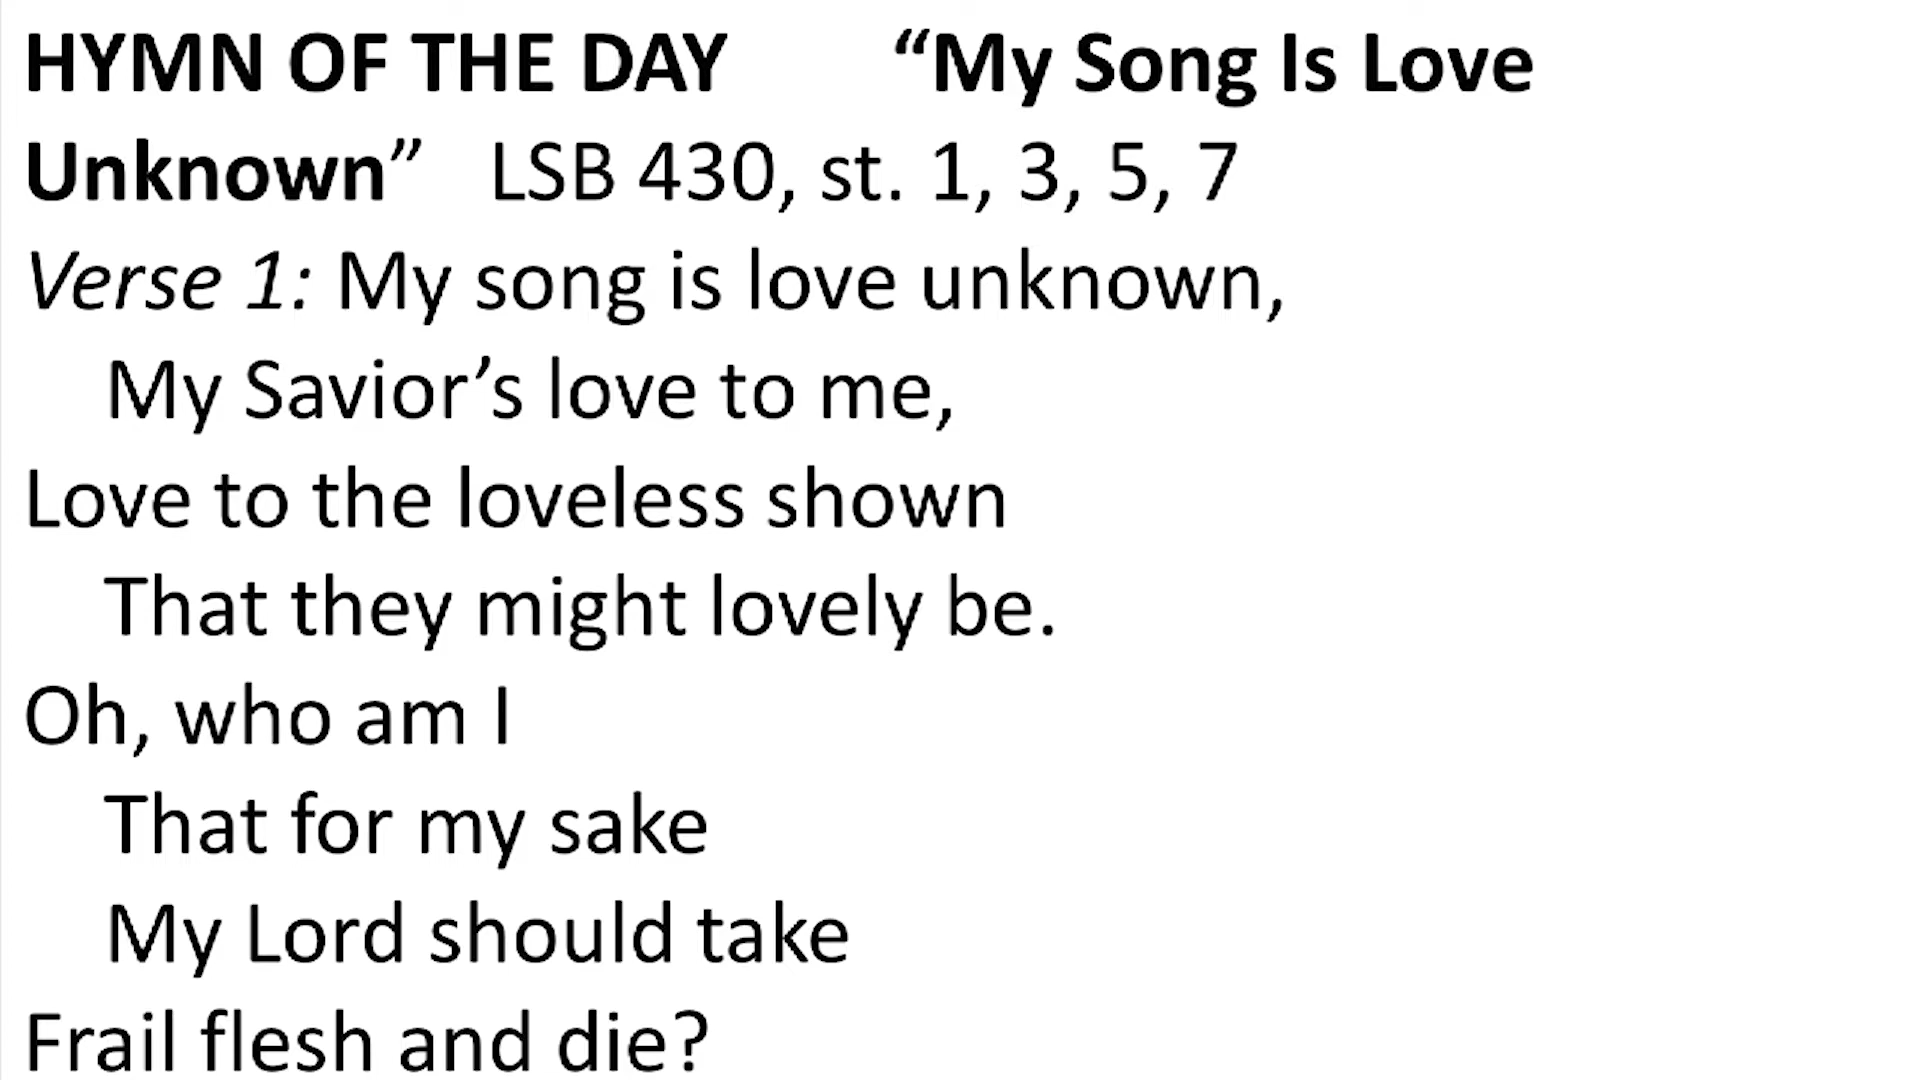 HYMN OF THE DAY “My Song Is Love
Unknown” LSB 430, st. 1, 3, 5, 7
Verse 1: My song is love unknown,
My Savior’s love to me,
Love to the loveless shown
That they might lovely be.
Oh, who am I
That for my sake
My Lord should take
Frail flesh and die?